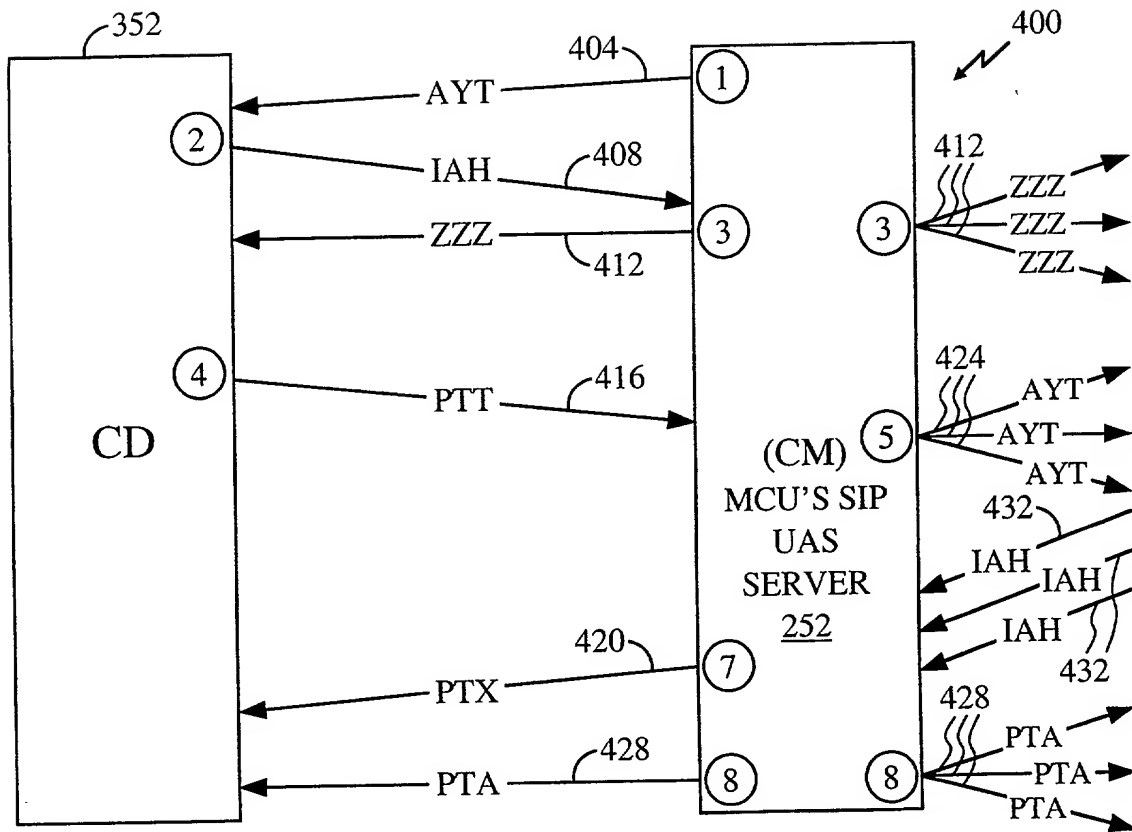 352
404
1
400
AYT
2
408
412
IAH
ZZZ
ZZZ
3
3
ZZZ
412
ZZZ
4
416
424
AYT
PTT
5
AYT
CD
(CM)
AYT
MCU'S SIP
432
UAS
IAH
SERVER
IAH
252
IAH
420
7
432
PTX
428
428
PTA
PTA
8
8
PTA
PTA